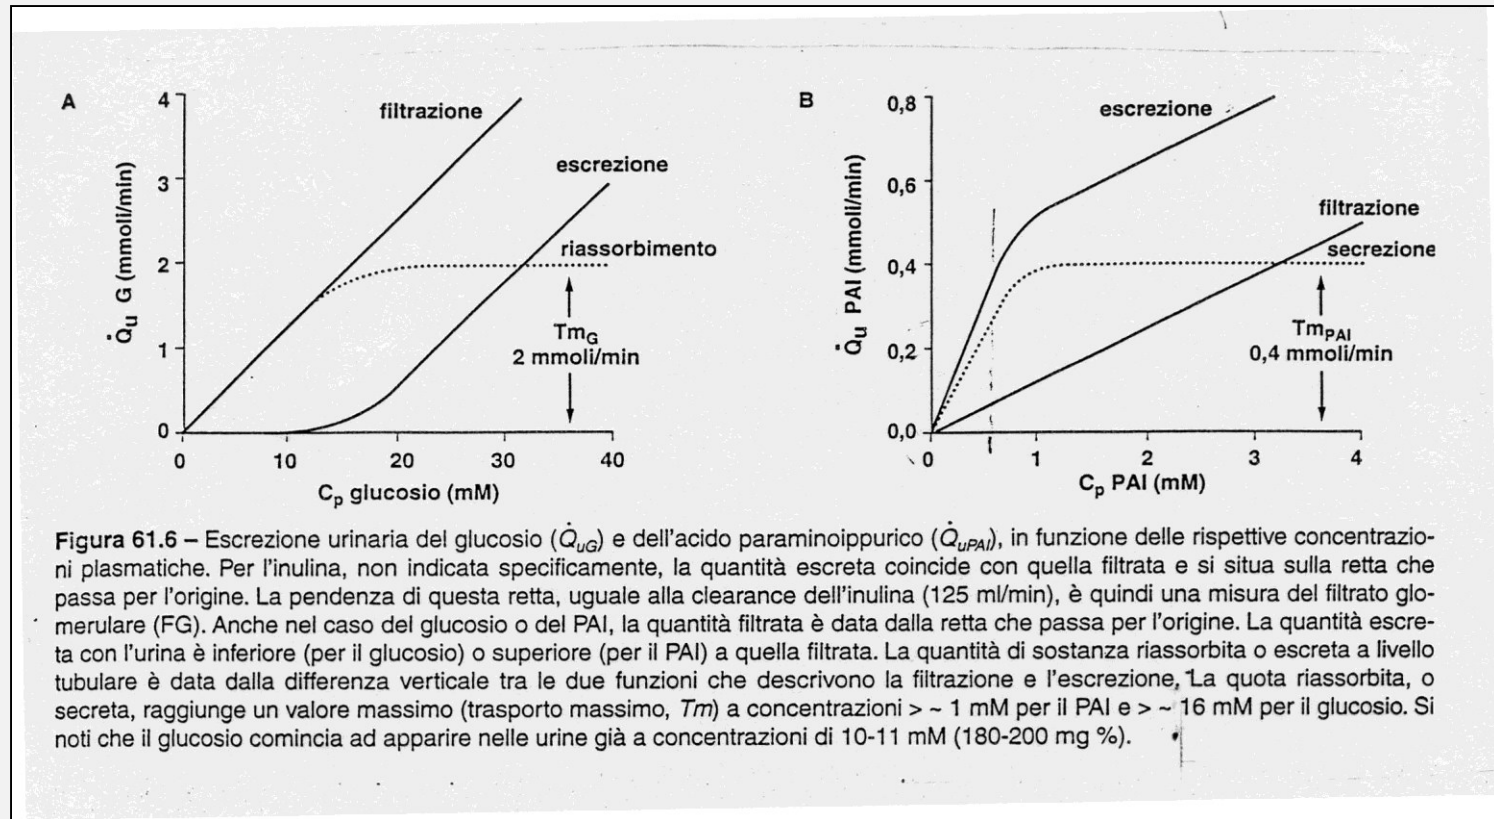 A
4
3
2
1
0
Q̇u G (mmoli/min)
filtrazione
escrezione
riassorbimento
TmG
2 mmoli/min
0 10 20 30 40
Cp glucosio (mM)
B
0,8
0,6
0,4
0,2
0,0
Q̇u PAI (mmoli/min)
escrezione
filtrazione
secrezione
TmPAI
0,4 mmoli/min
0 1 2 3 4
Cp PAI (mM)
Figura 61.6 – Escrezione urinaria del glucosio (Q̇uG) e dell'acido paraminoippurico (Q̇uPAI), in funzione delle rispettive concentrazio-
ni plasmatiche. Per l'inulina, non indicata specificamente, la quantità escreta coincide con quella filtrata e si situa sulla retta che
passa per l'origine. La pendenza di questa retta, uguale alla clearance dell'inulina (125 ml/min), è quindi una misura del filtrato glo-
merulare (FG). Anche nel caso del glucosio o del PAI, la quantità filtrata è data dalla retta che passa per l'origine. La quantità escre-
ta con l'urina è inferiore (per il glucosio) o superiore (per il PAI) a quella filtrata. La quantità di sostanza riassorbita o escreta a livello
tubulare è data dalla differenza verticale tra le due funzioni che descrivono la filtrazione e l'escrezione. La quota riassorbita, o
secreta, raggiunge un valore massimo (trasporto massimo, Tm) a concentrazioni > ~ 1 mM per il PAI e > ~ 16 mM per il glucosio. Si
noti che il glucosio comincia ad apparire nelle urine già a concentrazioni di 10-11 mM (180-200 mg %).